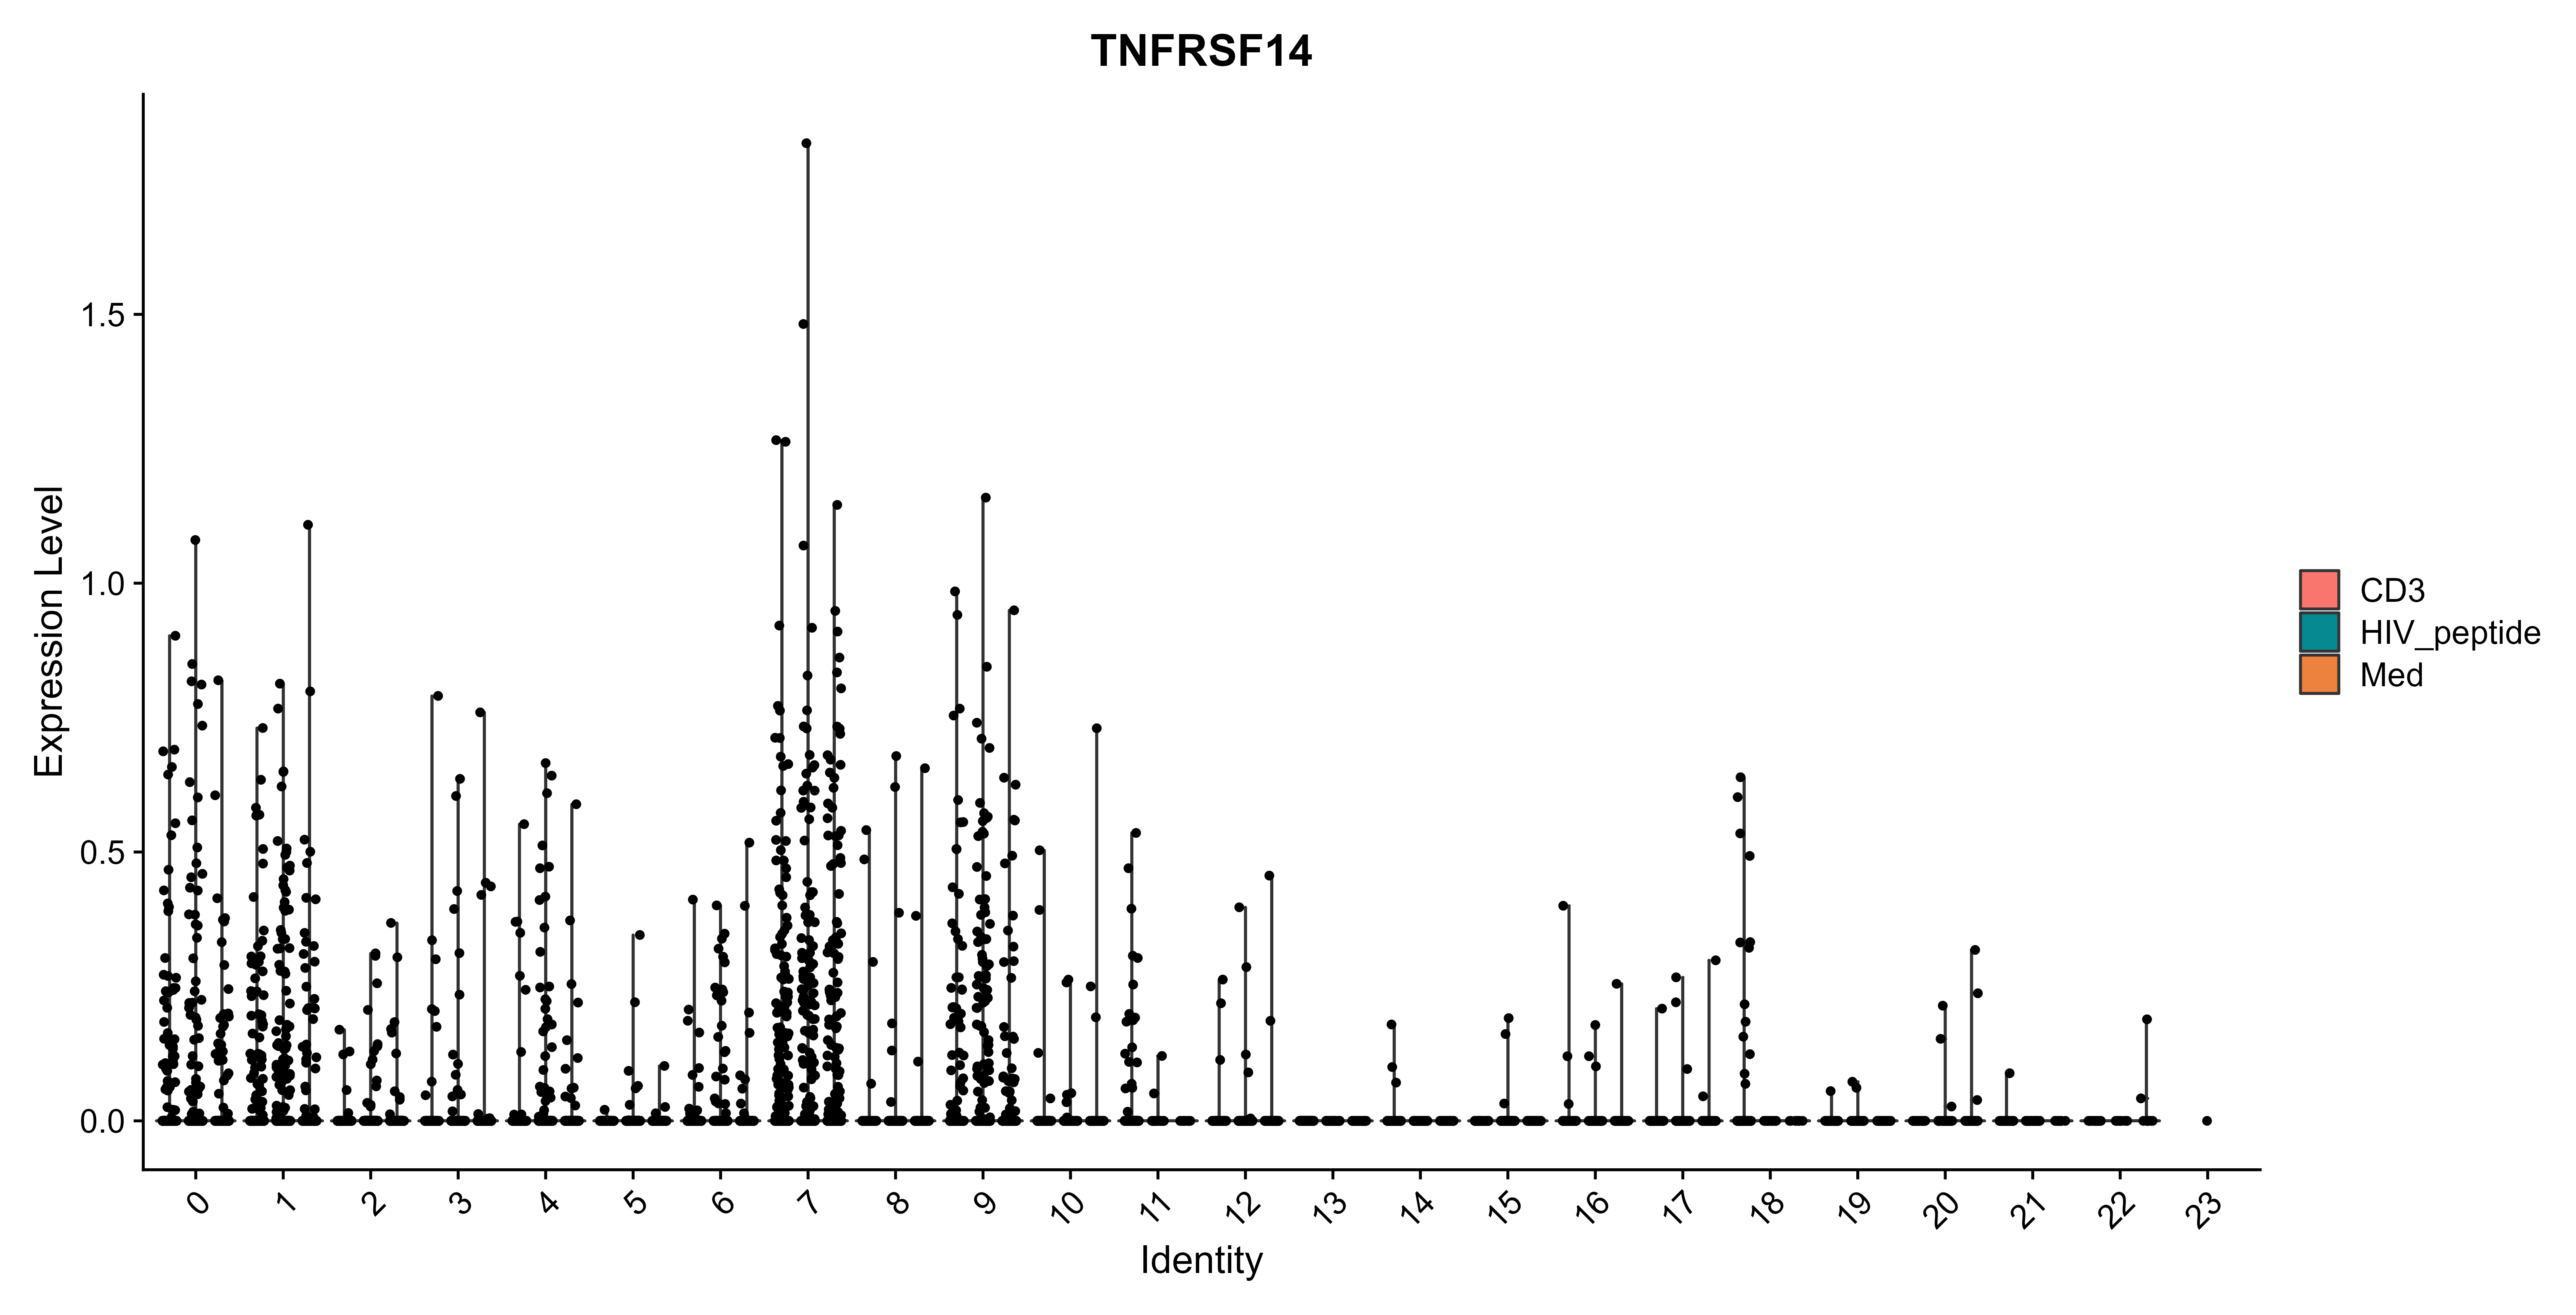 TNFRSF14
Expression Level
1.5
1.0
0.5
0.0
0 1 2 3 4 5 6 7 8 9 10 11 12 13 14 15 16 17 18 19 20 21 22 23
Identity
CD3
HIV_peptide
Med